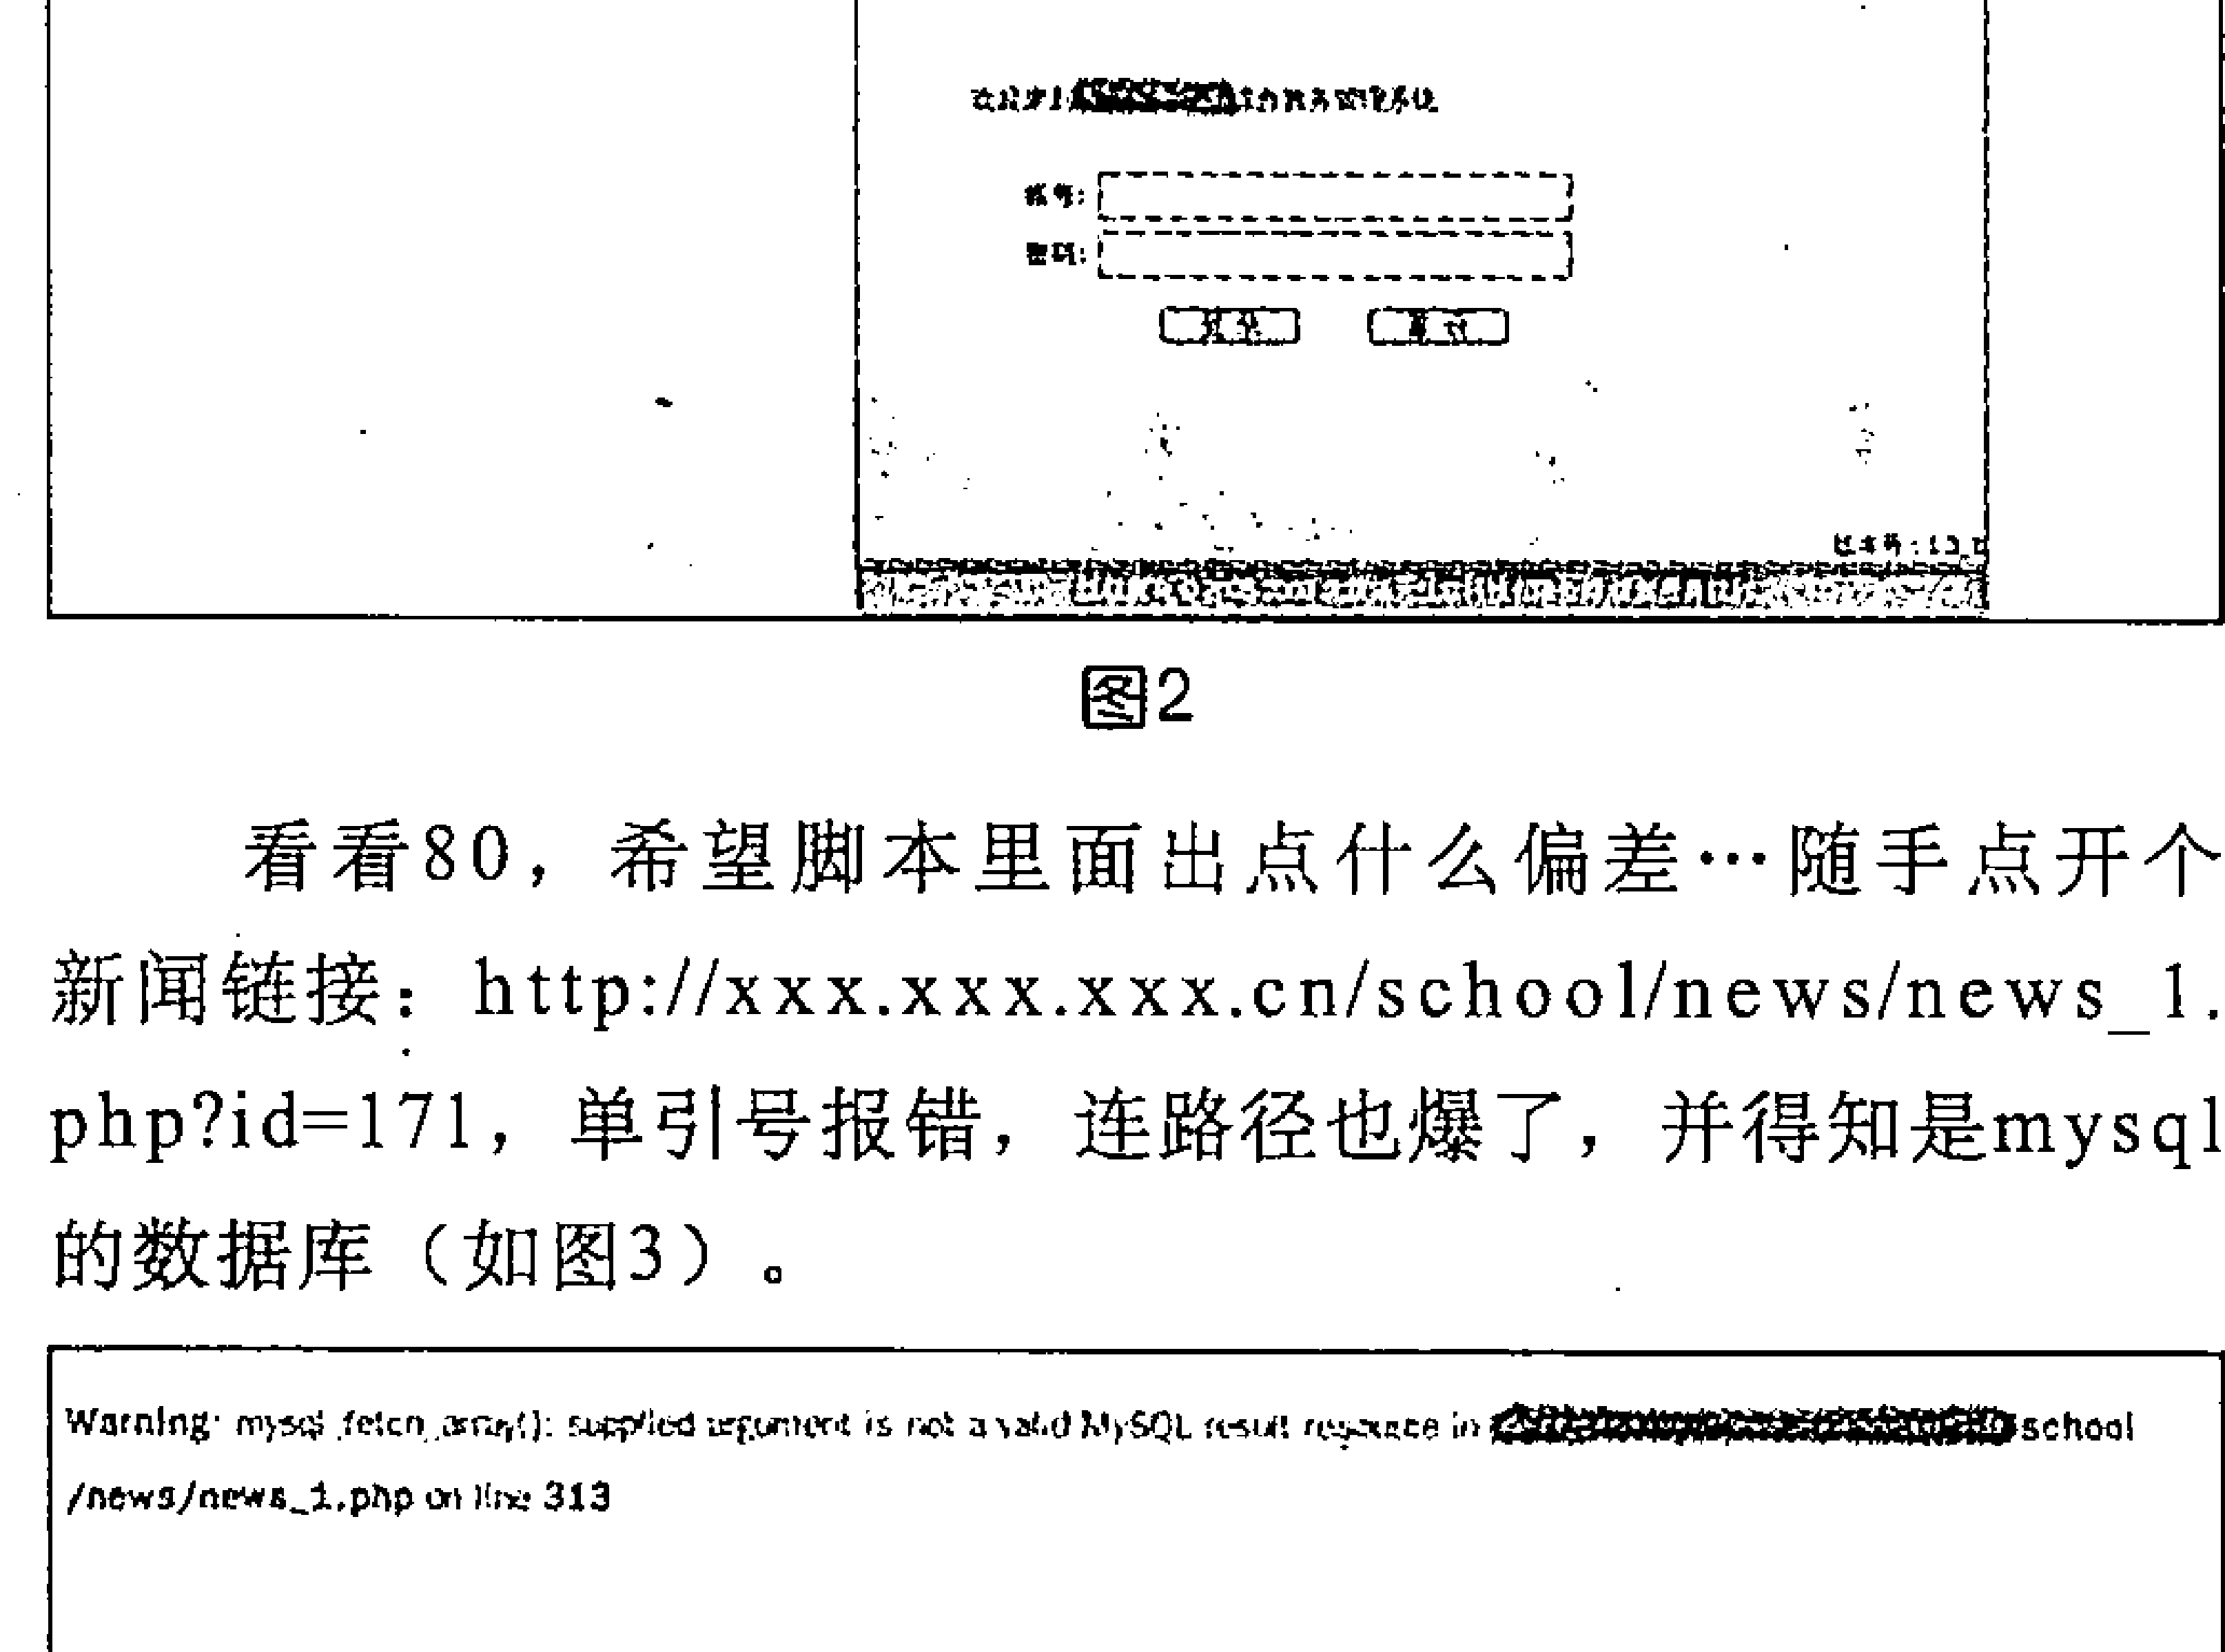 密码:
图2
看看80，希望脚本里面出点什么偏差…随手点开个
新闻链接：http://xxx.xxx.xxx.cn/school/news/news_1.
php?id=171，单引号报错，连路径也爆了，并得知是mysql
的数据库（如图3）。
Warning: mysql_fetch_array(): supplied argument is not a valid MySQL result resource in school
/news/news_1.php on line 313